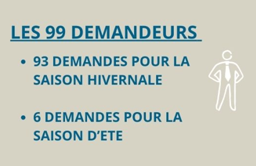 LES 99 DEMANDEURS
• 93 DEMANDES POUR LA
SAISON HIVERNALE
• 6 DEMANDES POUR LA
SAISON D'ETE